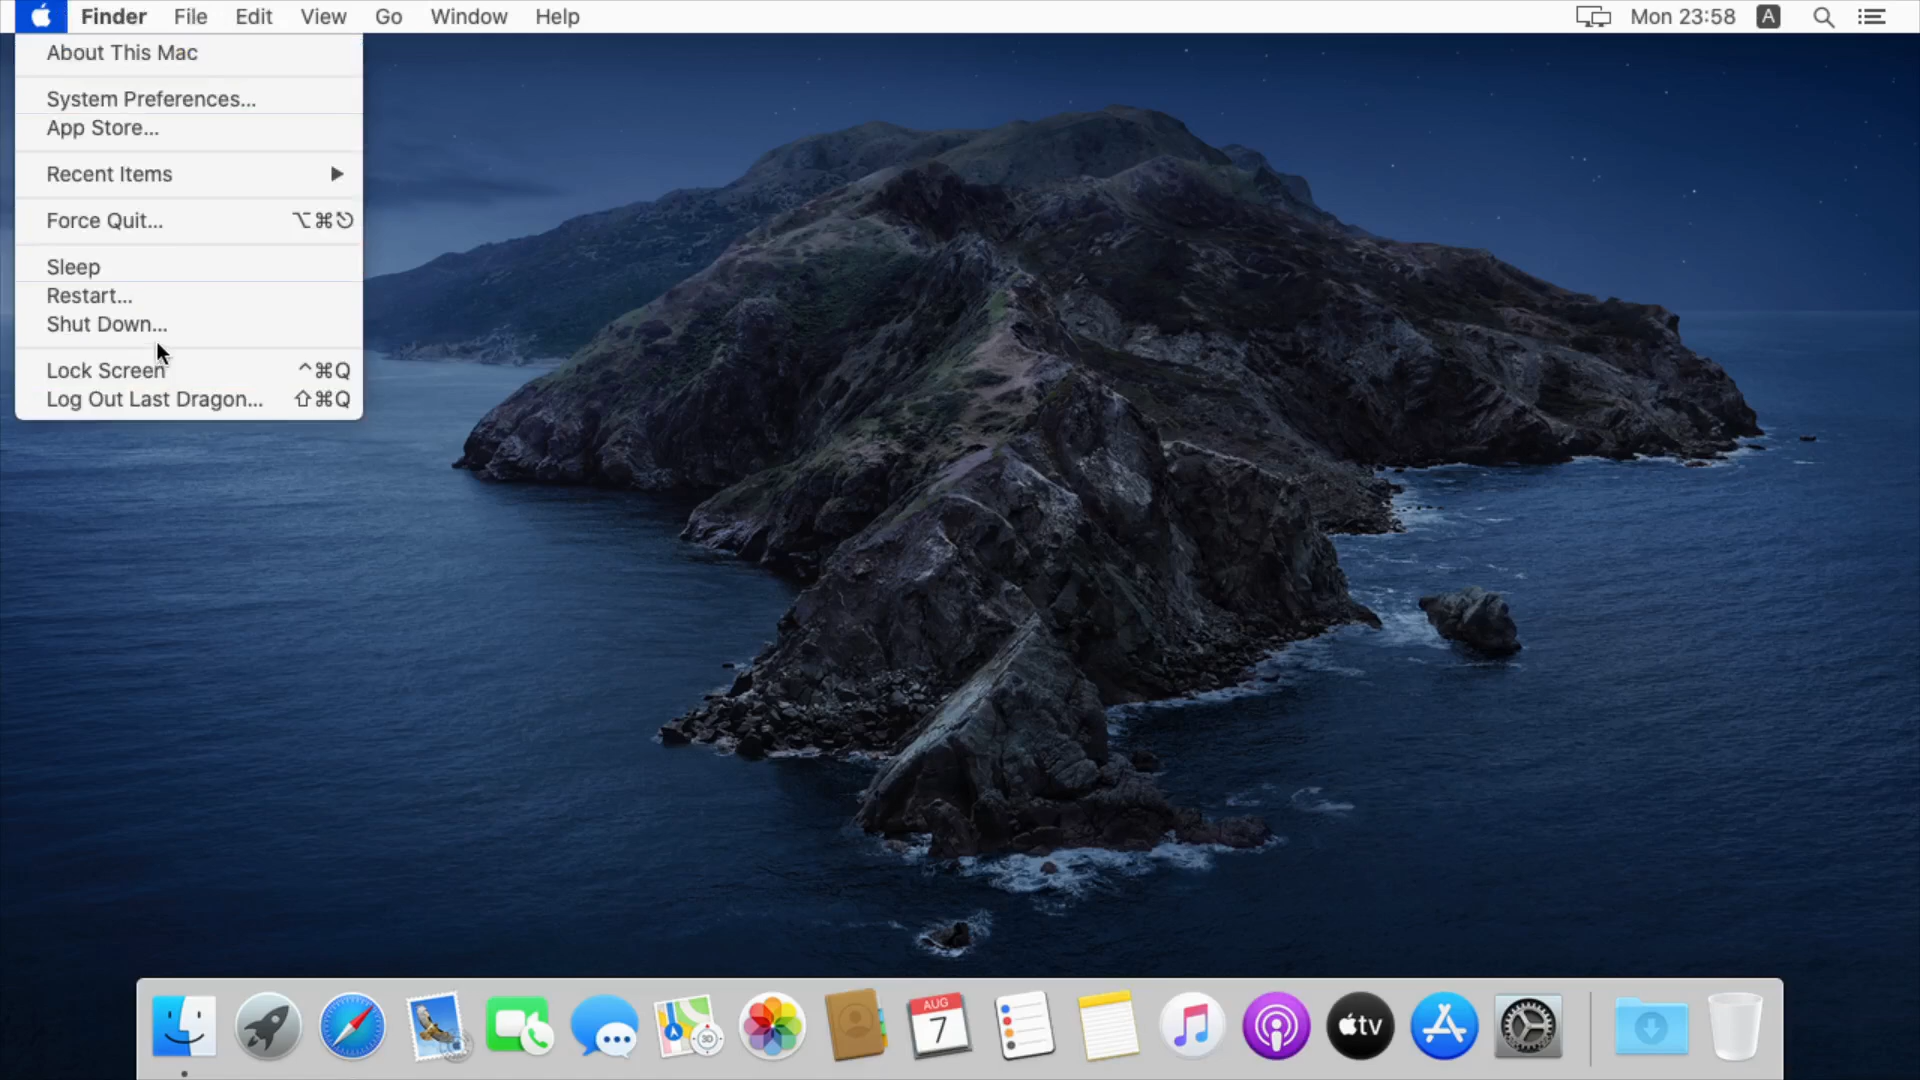 Finder File Edit View Go Window Help Mon 23:58 A
About This Mac
System Preferences...
App Store...
Recent Items
Force Quit... ⌥⌘⎋
Sleep
Restart...
Shut Down...
Lock Screen ^⌘Q
Log Out Last Dragon... ⇧⌘Q
AUG
7
3D
tv